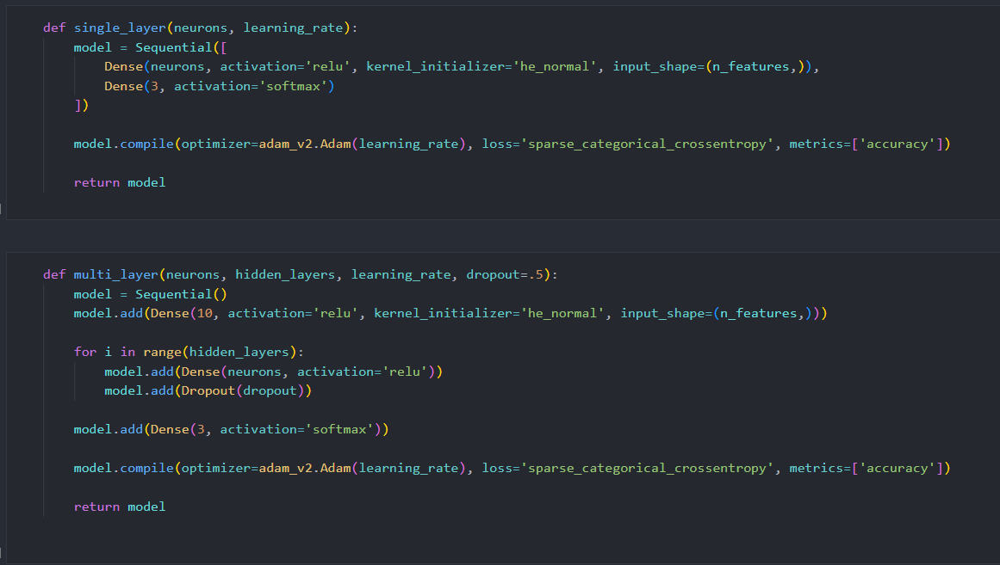 def single_layer(neurons, learning_rate):
    model = Sequential([
        Dense(neurons, activation='relu', kernel_initializer='he_normal', input_shape=(n_features,)),
        Dense(3, activation='softmax')
    ])
    model.compile(optimizer=adam_v2.Adam(learning_rate), loss='sparse_categorical_crossentropy', metrics=['accuracy'])
    return model
def multi_layer(neurons, hidden_layers, learning_rate, dropout=.5):
    model = Sequential()
    model.add(Dense(10, activation='relu', kernel_initializer='he_normal', input_shape=(n_features,)))
    for i in range(hidden_layers):
        model.add(Dense(neurons, activation='relu'))
        model.add(Dropout(dropout))
    model.add(Dense(3, activation='softmax'))
    model.compile(optimizer=adam_v2.Adam(learning_rate), loss='sparse_categorical_crossentropy', metrics=['accuracy'])
    return model